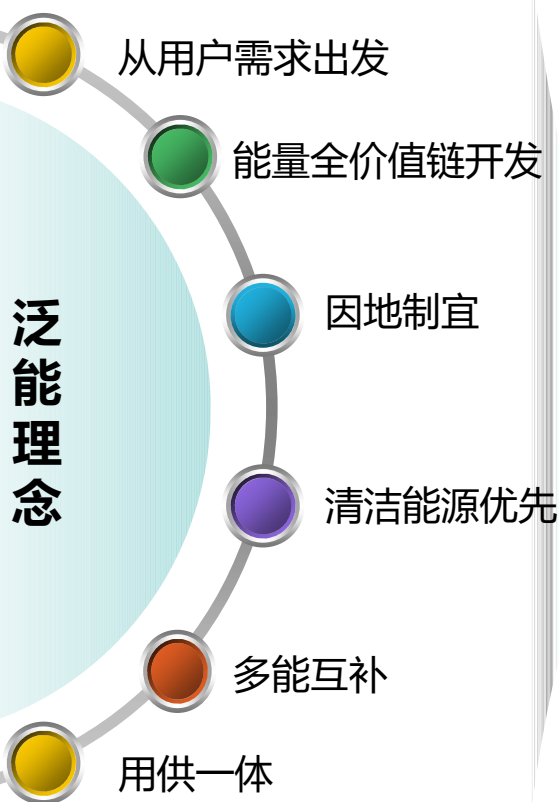 从用户需求出发
能量全价值链开发
因地制宜
泛能理念
清洁能源优先
多能互补
用供一体